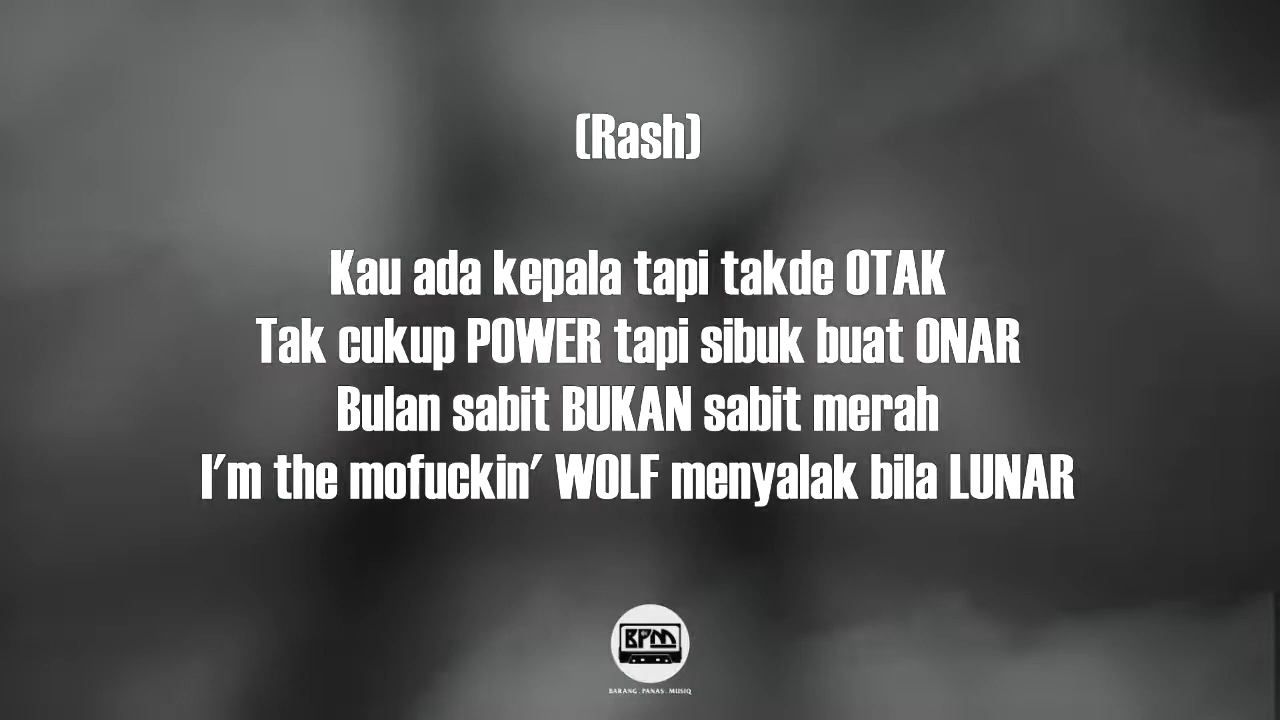 (Rash)
Kau ada kepala tapi takde OTAK
Tak cukup POWER tapi sibuk buat ONAR
Bulan sabit BUKAN sabit merah
I'm the mofuckin' WOLF menyalak bila LUNAR
BPM
BARANG . PANAS . MUSIQ